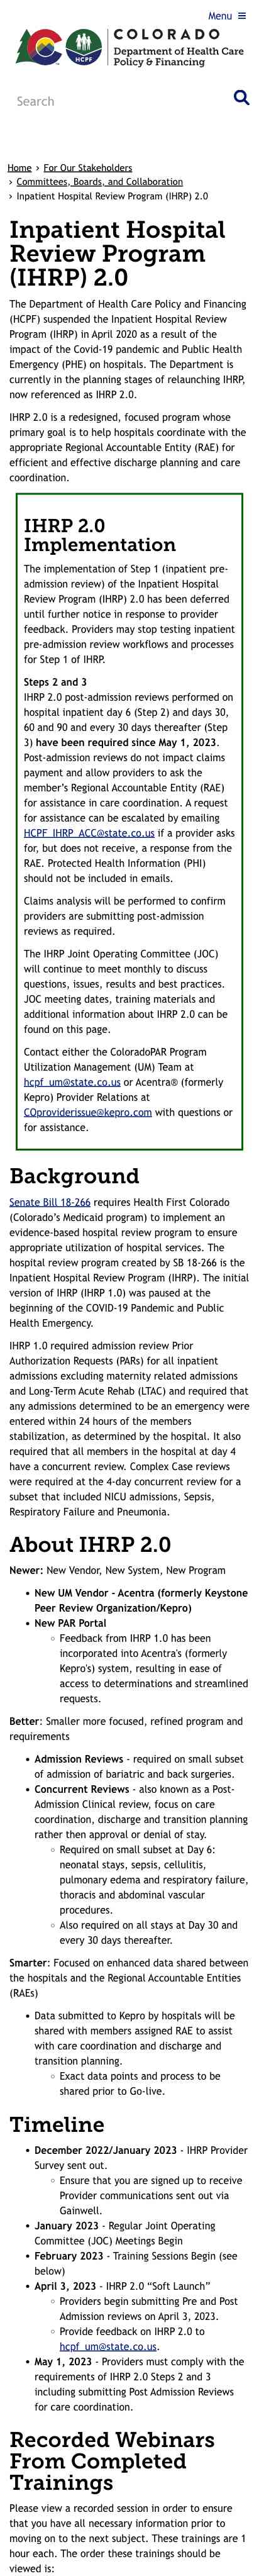 Menu ≡
COLORADO
Department of Health Care
Policy & Financing
CO
HCPF
Search
Home › For Our Stakeholders
› Committees, Boards, and Collaboration
› Inpatient Hospital Review Program (IHRP) 2.0
Inpatient Hospital
Review Program
(IHRP) 2.0
The Department of Health Care Policy and Financing
(HCPF) suspended the Inpatient Hospital Review
Program (IHRP) in April 2020 as a result of the
impact of the Covid-19 pandemic and Public Health
Emergency (PHE) on hospitals. The Department is
currently in the planning stages of relaunching IHRP,
now referenced as IHRP 2.0.
IHRP 2.0 is a redesigned, focused program whose
primary goal is to help hospitals coordinate with the
appropriate Regional Accountable Entity (RAE) for
efficient and effective discharge planning and care
coordination.
IHRP 2.0
Implementation
The implementation of Step 1 (inpatient pre-
admission review) of the Inpatient Hospital
Review Program (IHRP) 2.0 has been deferred
until further notice in response to provider
feedback. Providers may stop testing inpatient
pre-admission review workflows and processes
for Step 1 of IHRP.
Steps 2 and 3
IHRP 2.0 post-admission reviews performed on
hospital inpatient day 6 (Step 2) and days 30,
60 and 90 and every 30 days thereafter (Step
3) have been required since May 1, 2023.
Post-admission reviews do not impact claims
payment and allow providers to ask the
member's Regional Accountable Entity (RAE)
for assistance in care coordination. A request
for assistance can be escalated by emailing
HCPF_IHRP_ACC@state.co.us if a provider asks
for, but does not receive, a response from the
RAE. Protected Health Information (PHI)
should not be included in emails.
Claims analysis will be performed to confirm
providers are submitting post-admission
reviews as required.
The IHRP Joint Operating Committee (JOC)
will continue to meet monthly to discuss
questions, issues, results and best practices.
JOC meeting dates, training materials and
additional information about IHRP 2.0 can be
found on this page.
Contact either the ColoradoPAR Program
Utilization Management (UM) Team at
hcpf_um@state.co.us or Acentra® (formerly
Kepro) Provider Relations at
COproviderissue@kepro.com with questions or
for assistance.
Background
Senate Bill 18-266 requires Health First Colorado
(Colorado's Medicaid program) to implement an
evidence-based hospital review program to ensure
appropriate utilization of hospital services. The
hospital review program created by SB 18-266 is the
Inpatient Hospital Review Program (IHRP). The initial
version of IHRP (IHRP 1.0) was paused at the
beginning of the COVID-19 Pandemic and Public
Health Emergency.
IHRP 1.0 required admission review Prior
Authorization Requests (PARs) for all inpatient
admissions excluding maternity related admissions
and Long-Term Acute Rehab (LTAC) and required that
any admissions determined to be an emergency were
entered within 24 hours of the members
stabilization, as determined by the hospital. It also
required that all members in the hospital at day 4
have a concurrent review. Complex Case reviews
were required at the 4-day concurrent review for a
subset that included NICU admissions, Sepsis,
Respiratory Failure and Pneumonia.
About IHRP 2.0
Newer: New Vendor, New System, New Program
• New UM Vendor - Acentra (formerly Keystone
Peer Review Organization/Kepro)
• New PAR Portal
○ Feedback from IHRP 1.0 has been
incorporated into Acentra's (formerly
Kepro's) system, resulting in ease of
access to determinations and streamlined
requests.
Better: Smaller more focused, refined program and
requirements
• Admission Reviews - required on small subset
of admission of bariatric and back surgeries.
• Concurrent Reviews - also known as a Post-
Admission Clinical review, focus on care
coordination, discharge and transition planning
rather then approval or denial of stay.
○ Required on small subset at Day 6:
neonatal stays, sepsis, cellulitis,
pulmonary edema and respiratory failure,
thoracis and abdominal vascular
procedures.
○ Also required on all stays at Day 30 and
every 30 days thereafter.
Smarter: Focused on enhanced data shared between
the hospitals and the Regional Accountable Entities
(RAEs)
• Data submitted to Kepro by hospitals will be
shared with members assigned RAE to assist
with care coordination and discharge and
transition planning.
○ Exact data points and process to be
shared prior to Go-live.
Timeline
• December 2022/January 2023 - IHRP Provider
Survey sent out.
○ Ensure that you are signed up to receive
Provider communications sent out via
Gainwell.
• January 2023 - Regular Joint Operating
Committee (JOC) Meetings Begin
• February 2023 - Training Sessions Begin (see
below)
• April 3, 2023 - IHRP 2.0 "Soft Launch"
○ Providers begin submitting Pre and Post
Admission reviews on April 3, 2023.
○ Provide feedback on IHRP 2.0 to
hcpf_um@state.co.us.
• May 1, 2023 - Providers must comply with the
requirements of IHRP 2.0 Steps 2 and 3
including submitting Post Admission Reviews
for care coordination.
Recorded Webinars
From Completed
Trainings
Please view a recorded session in order to ensure
that you have all necessary information prior to
moving on to the next subject. These trainings are 1
hour each. The order these trainings should be
viewed is: